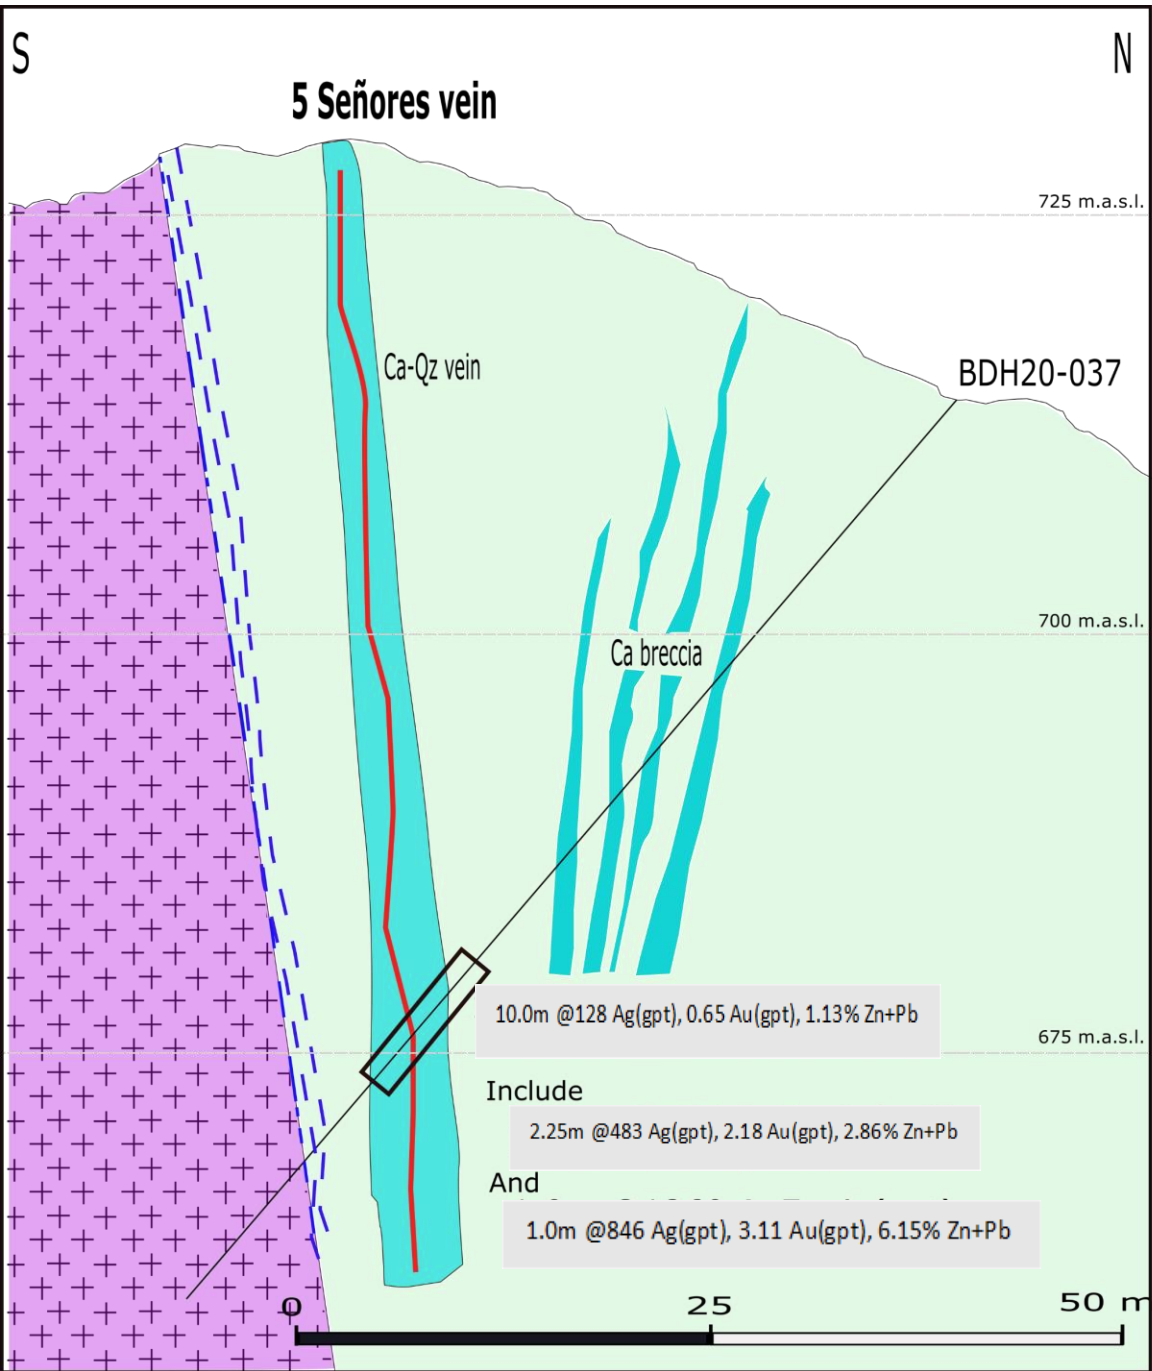 S
N
5 Señores vein
725 m.a.s.l.
Ca-Qz vein
BDH20-037
700 m.a.s.l.
Ca breccia
10.0m @128 Ag(gpt), 0.65 Au(gpt), 1.13% Zn+Pb
675 m.a.s.l.
Include
2.25m @483 Ag(gpt), 2.18 Au(gpt), 2.86% Zn+Pb
And
1.0m @846 Ag(gpt), 3.11 Au(gpt), 6.15% Zn+Pb
0 25 50 m